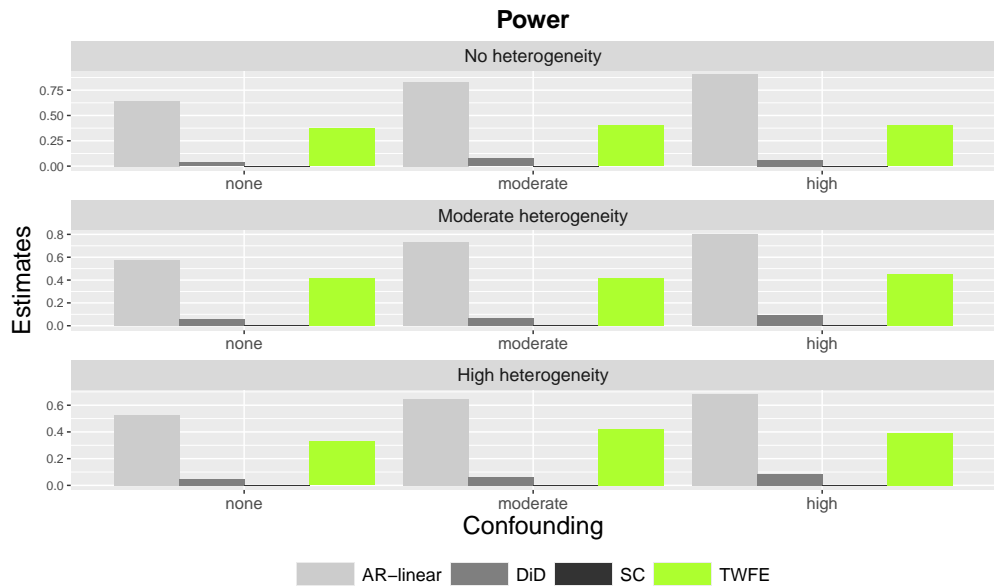 Power
No heterogeneity
0.75
0.50
0.25
0.00
none moderate high
Moderate heterogeneity
0.8
0.6
0.4
0.2
0.0
none moderate high
High heterogeneity
0.6
0.4
0.2
0.0
none moderate high
Estimates
Confounding
AR−linear DiD SC TWFE